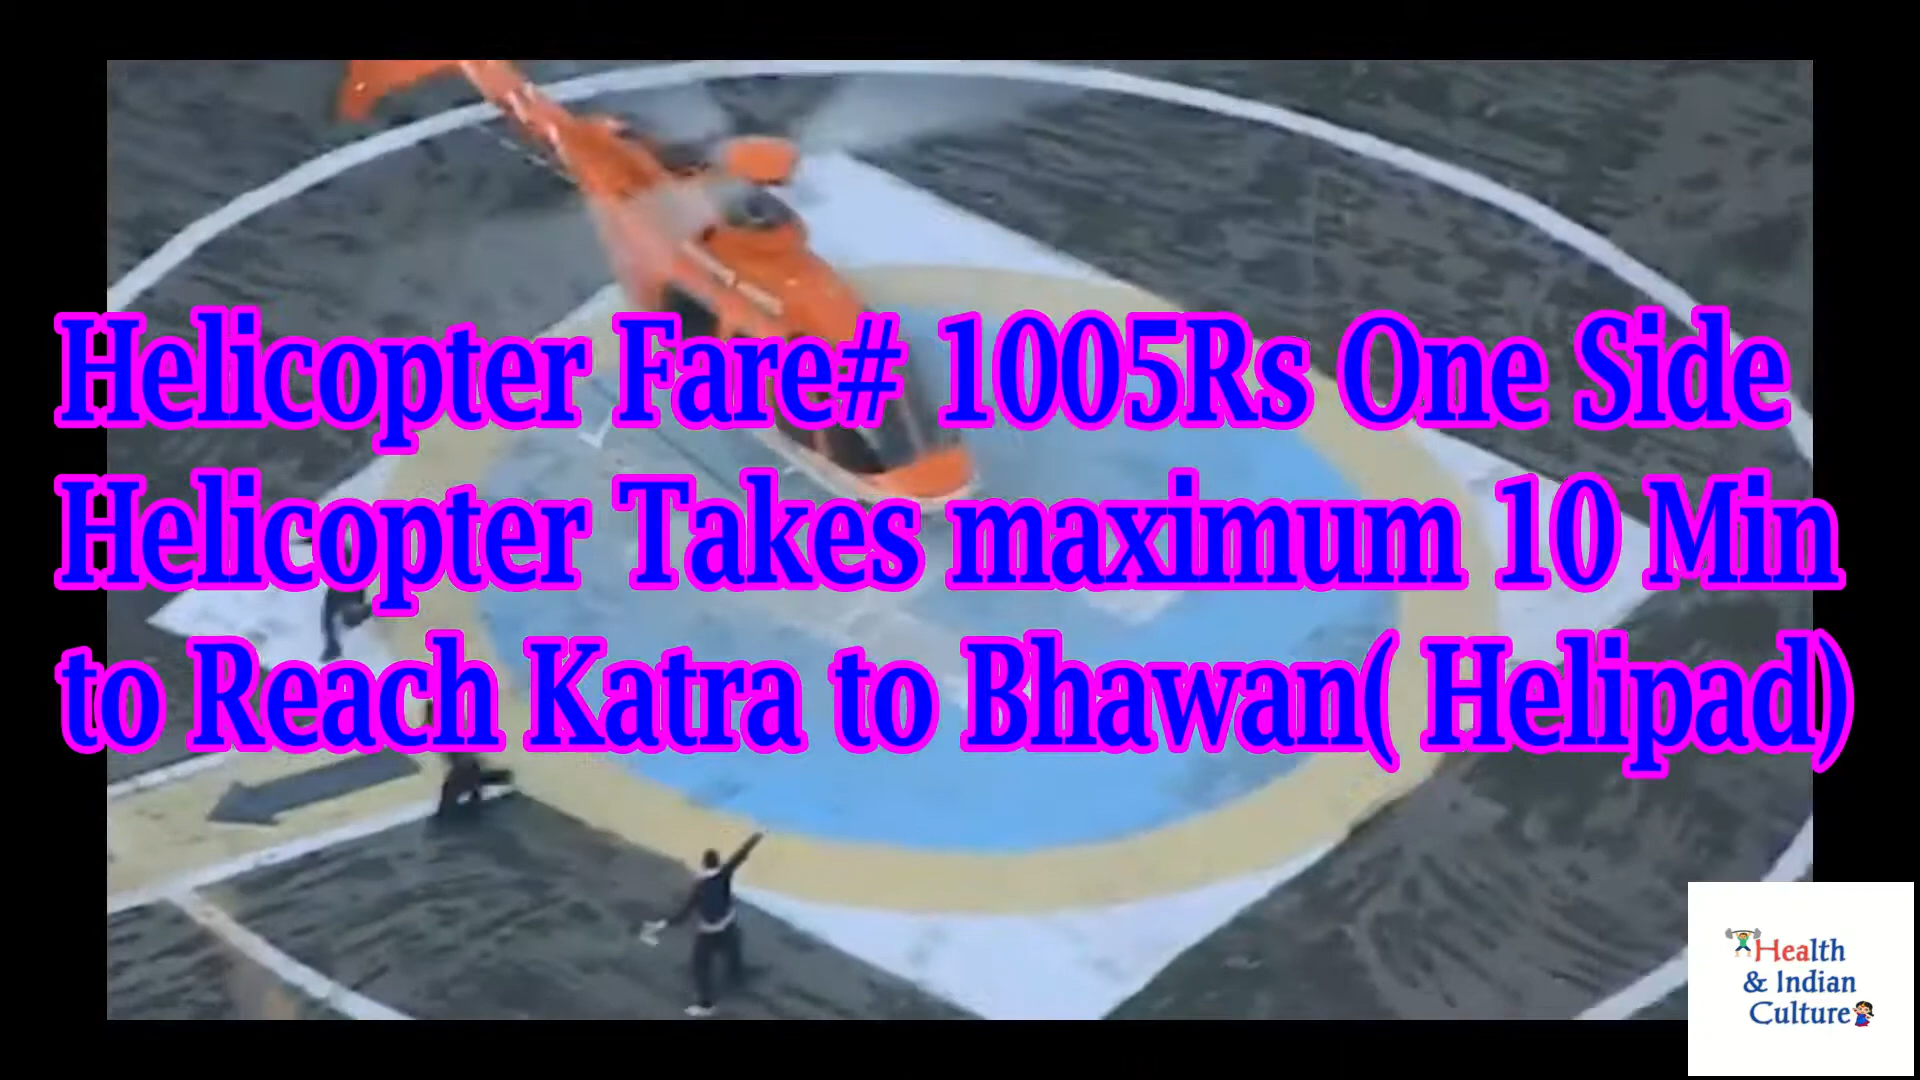 Helicopter Fare# 1005Rs One Side
Helicopter Takes maximum 10 Min
to Reach Katra to Bhawan( Helipad)
Health
& Indian
Culture